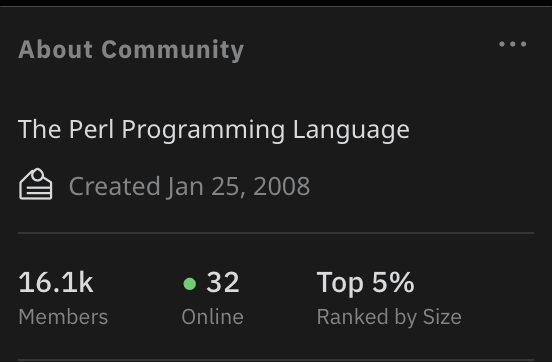 About Community
The Perl Programming Language
Created Jan 25, 2008
16.1k 32 Top 5%
Members Online Ranked by Size